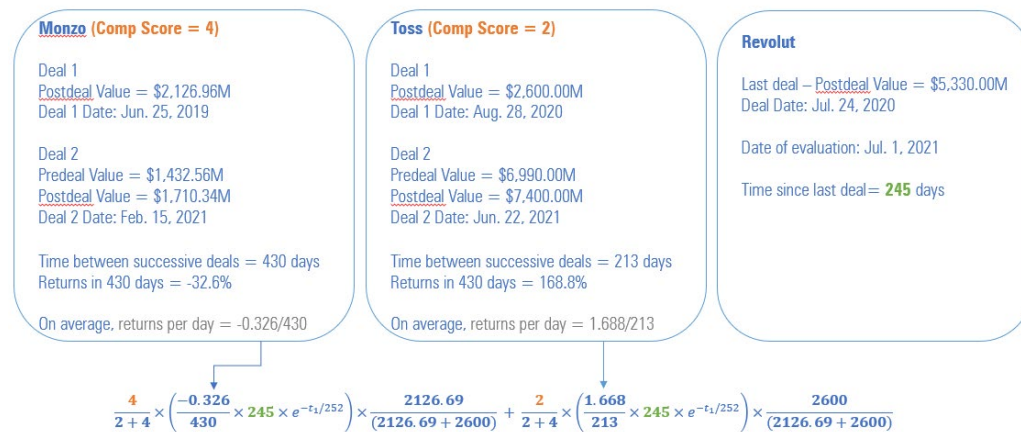 Monzo (Comp Score = 4)
Deal 1
Postdeal Value = $2,126.96M
Deal 1 Date: Jun. 25, 2019
Deal 2
Predeal Value = $1,432.56M
Postdeal Value = $1,710.34M
Deal 2 Date: Feb. 15, 2021
Time between successive deals = 430 days
Returns in 430 days = -32.6%
On average, returns per day = -0.326/430
Toss (Comp Score = 2)
Deal 1
Postdeal Value = $2,600.00M
Deal 1 Date: Aug. 28, 2020
Deal 2
Predeal Value = $6,990.00M
Postdeal Value = $7,400.00M
Deal 2 Date: Jun. 22, 2021
Time between successive deals = 213 days
Returns in 430 days = 168.8%
On average, returns per day = 1.688/213
Revolut
Last deal – Postdeal Value = $5,330.00M
Deal Date: Jul. 24, 2020
Date of evaluation: Jul. 1, 2021
Time since last deal= 245 days
4/(2 + 4) × (−0.326/430 × 245 × e^(−t₁/252)) × 2126.69/(2126.69 + 2600) + 2/(2 + 4) × (1.668/213 × 245 × e^(−t₁/252)) × 2600/(2126.69 + 2600)